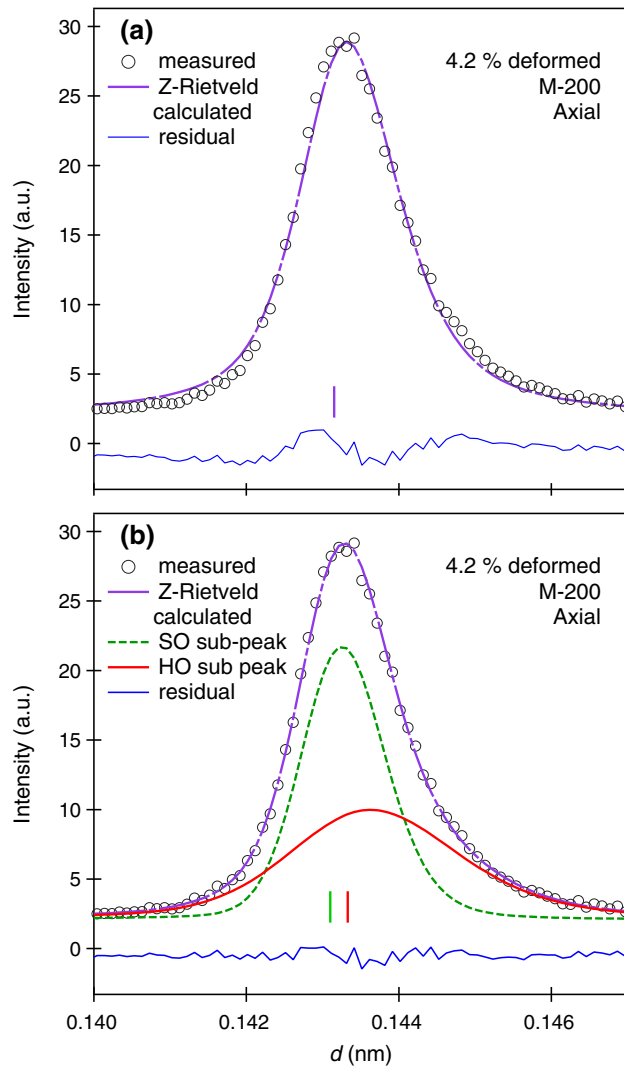 (a)
measured
Z-Rietveld
calculated
residual
4.2 % deformed
M-200
Axial
Intensity (a.u.)
30
25
20
15
10
5
0
(b)
measured
Z-Rietveld
calculated
SO sub-peak
HO sub peak
residual
4.2 % deformed
M-200
Axial
Intensity (a.u.)
30
25
20
15
10
5
0
0.140
0.142
0.144
0.146
d (nm)